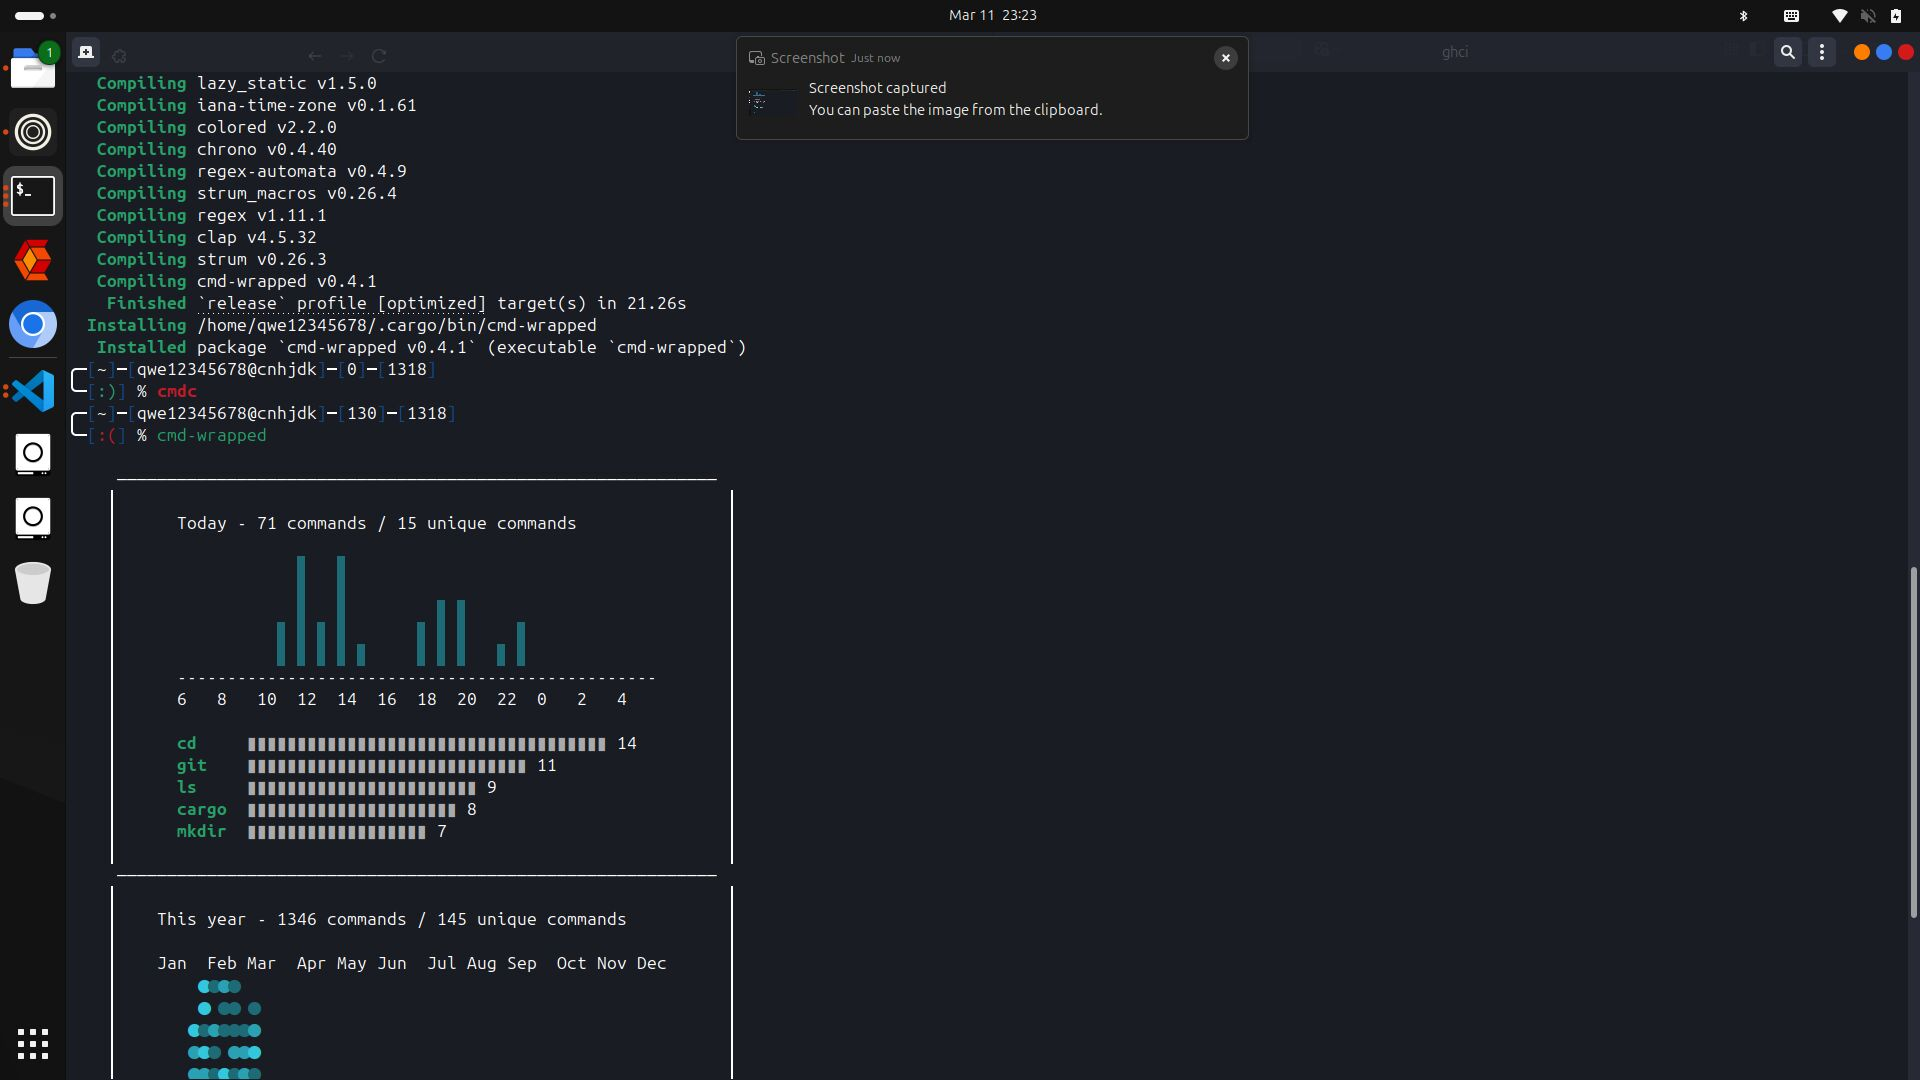 Mar 11 23:23
1
ghci
Screenshot Just now
Screenshot captured
You can paste the image from the clipboard.
$_
Compiling lazy_static v1.5.0
Compiling iana-time-zone v0.1.61
Compiling colored v2.2.0
Compiling chrono v0.4.40
Compiling regex-automata v0.4.9
Compiling strum_macros v0.26.4
Compiling regex v1.11.1
Compiling clap v4.5.32
Compiling strum v0.26.3
Compiling cmd-wrapped v0.4.1
Finished `release` profile [optimized] target(s) in 21.26s
Installing /home/qwe12345678/.cargo/bin/cmd-wrapped
Installed package `cmd-wrapped v0.4.1` (executable `cmd-wrapped`)
╭─[~]─[qwe12345678@cnhjdk]─[0]─[1318]
╰─[:)] % cmdc
╭─[~]─[qwe12345678@cnhjdk]─[130]─[1318]
╰─[:(] % cmd-wrapped
Today - 71 commands / 15 unique commands
------------------------------------------------
6 8 10 12 14 16 18 20 22 0 2 4
cd 14
git 11
ls 9
cargo 8
mkdir 7
This year - 1346 commands / 145 unique commands
Jan Feb Mar Apr May Jun Jul Aug Sep Oct Nov Dec